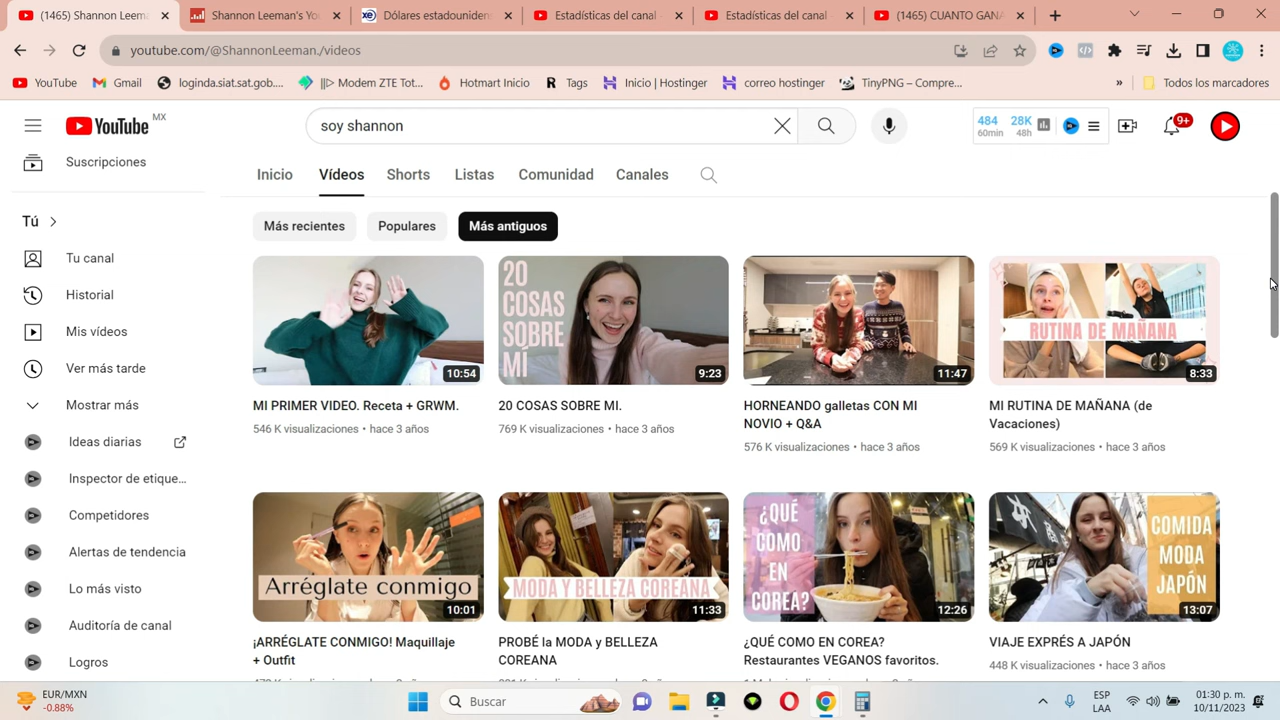 (1465) Shannon Leema
Shannon Leeman's Yo
Dólares estadouniden
Estadísticas del canal
Estadísticas del canal
(1465) CUANTO GANA
youtube.com/@ShannonLeeman./videos
YouTube
Gmail
loginda.siat.sat.gob....
||▷ Modem ZTE Tot...
Hotmart Inicio
Tags
Inicio | Hostinger
correo hostinger
TinyPNG – Compre...
»
Todos los marcadores
YouTube MX
soy shannon
484 60min
28K 48h
9+
Suscripciones
Inicio
Vídeos
Shorts
Listas
Comunidad
Canales
Tú
Más recientes
Populares
Más antiguos
Tu canal
Historial
Mis vídeos
Ver más tarde
Mostrar más
Ideas diarias
Inspector de etique...
Competidores
Alertas de tendencia
Lo más visto
Auditoría de canal
Logros
10:54
20
COSAS
SOBRE
MÍ
9:23
11:47
RUTINA DE MAÑANA
8:33
MI PRIMER VIDEO. Receta + GRWM.
546 K visualizaciones • hace 3 años
20 COSAS SOBRE MI.
769 K visualizaciones • hace 3 años
HORNEANDO galletas CON MI
NOVIO + Q&A
576 K visualizaciones • hace 3 años
MI RUTINA DE MAÑANA (de
Vacaciones)
569 K visualizaciones • hace 3 años
Arréglate conmigo
10:01
MODA Y BELLEZA COREANA
11:33
¿QUÉ
COMO
EN
COREA?
12:26
COMIDA
MODA
JAPÓN
13:07
¡ARRÉGLATE CONMIGO! Maquillaje
+ Outfit
PROBÉ la MODA y BELLEZA
COREANA
¿QUÉ COMO EN COREA?
Restaurantes VEGANOS favoritos.
VIAJE EXPRÉS A JAPÓN
448 K visualizaciones • hace 3 años
EUR/MXN
-0.88%
Buscar
ESP
LAA
01:30 p. m.
10/11/2023